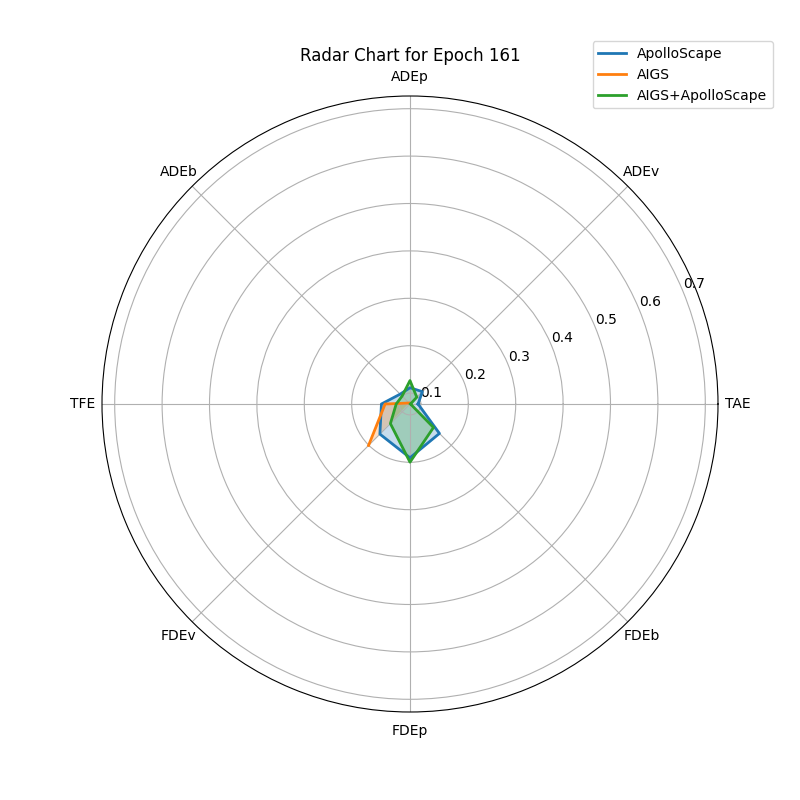 Radar Chart for Epoch 161
ApolloScape
AIGS
AIGS+ApolloScape
ADEp
ADEb
ADEv
0.7
0.6
0.5
0.4
0.3
0.2
0.1
TFE
TAE
FDEv
FDEb
FDEp